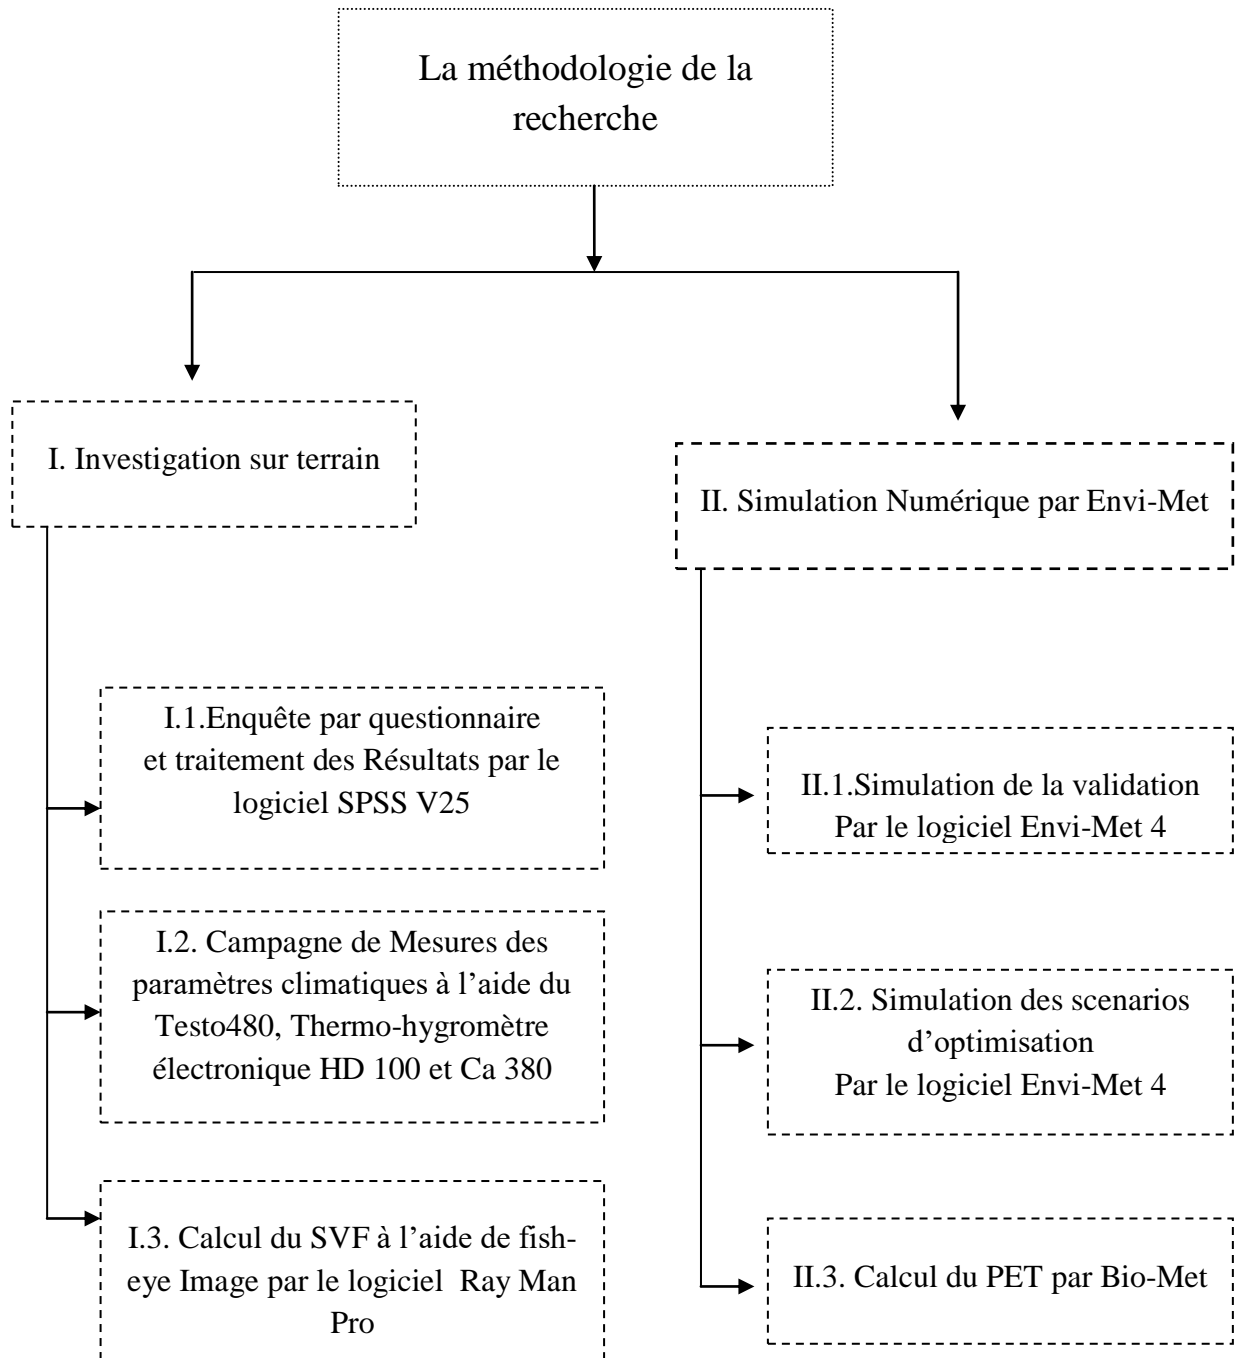 La méthodologie de la
recherche
I. Investigation sur terrain
I.1.Enquête par questionnaire
et traitement des Résultats par le
logiciel SPSS V25
I.2. Campagne de Mesures des
paramètres climatiques à l’aide du
Testo480, Thermo-hygromètre
électronique HD 100 et Ca 380
I.3. Calcul du SVF à l’aide de fish-
eye Image par le logiciel Ray Man
Pro
II. Simulation Numérique par Envi-Met
II.1.Simulation de la validation
Par le logiciel Envi-Met 4
II.2. Simulation des scenarios
d’optimisation
Par le logiciel Envi-Met 4
II.3. Calcul du PET par Bio-Met